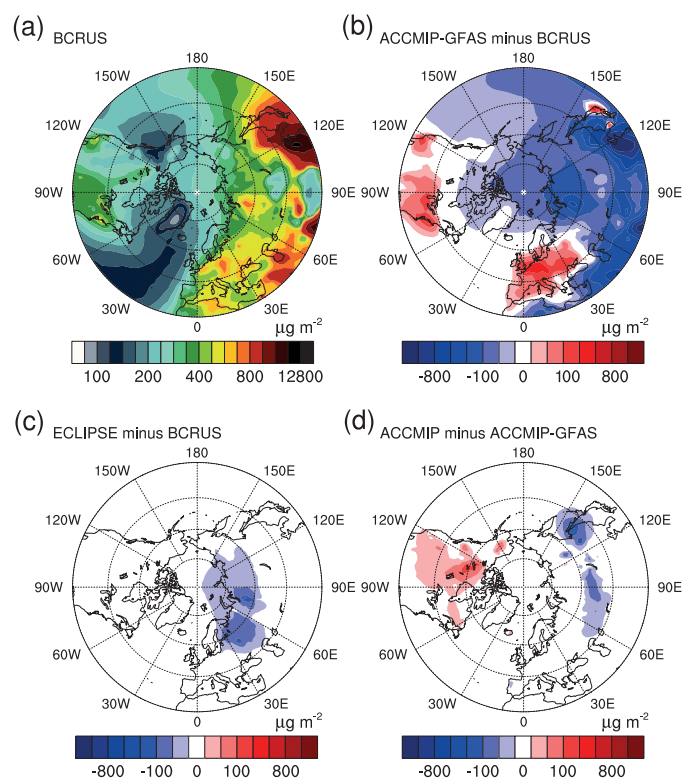 (a) BCRUS
180
150W 150E
120W 120E
90W 90E
60W 60E
30W 30E
0
µg m-2
100 200 400 800 12800
(b) ACCMIP-GFAS minus BCRUS
180
150W 150E
120W 120E
90W 90E
60W 60E
30W 30E
0
µg m-2
-800 -100 0 100 800
(c) ECLIPSE minus BCRUS
180
150W 150E
120W 120E
90W 90E
60W 60E
30W 30E
0
µg m-2
-800 -100 0 100 800
(d) ACCMIP minus ACCMIP-GFAS
180
150W 150E
120W 120E
90W 90E
60W 60E
30W 30E
0
µg m-2
-800 -100 0 100 800